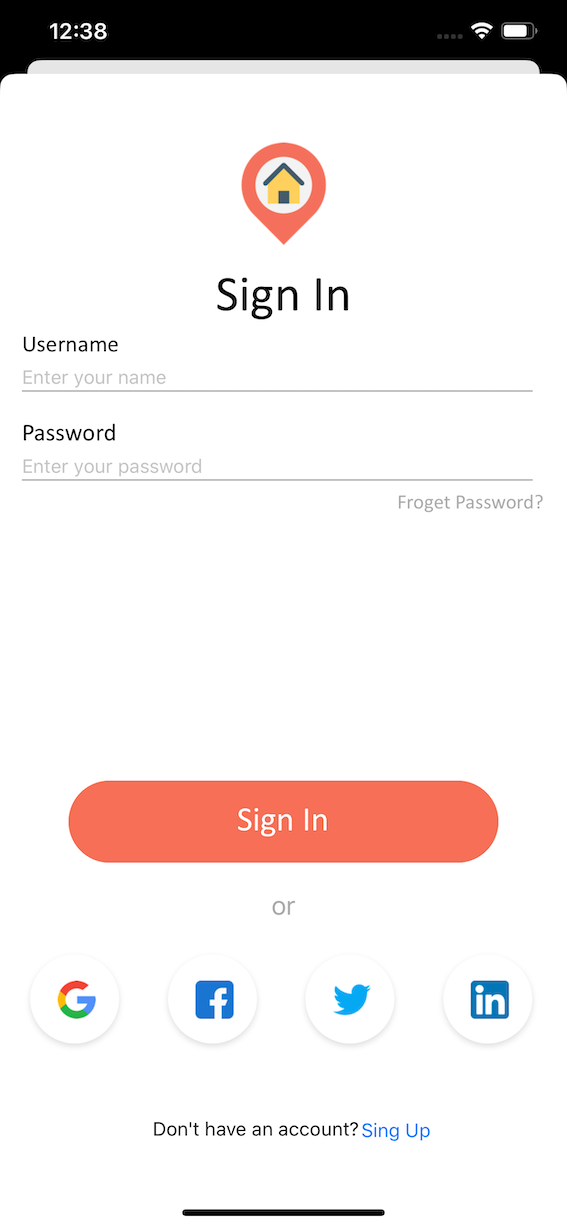 12:38
Sign In
Username
Enter your name
Password
Enter your password
Froget Password?
Sign In
or
Don't have an account? Sing Up